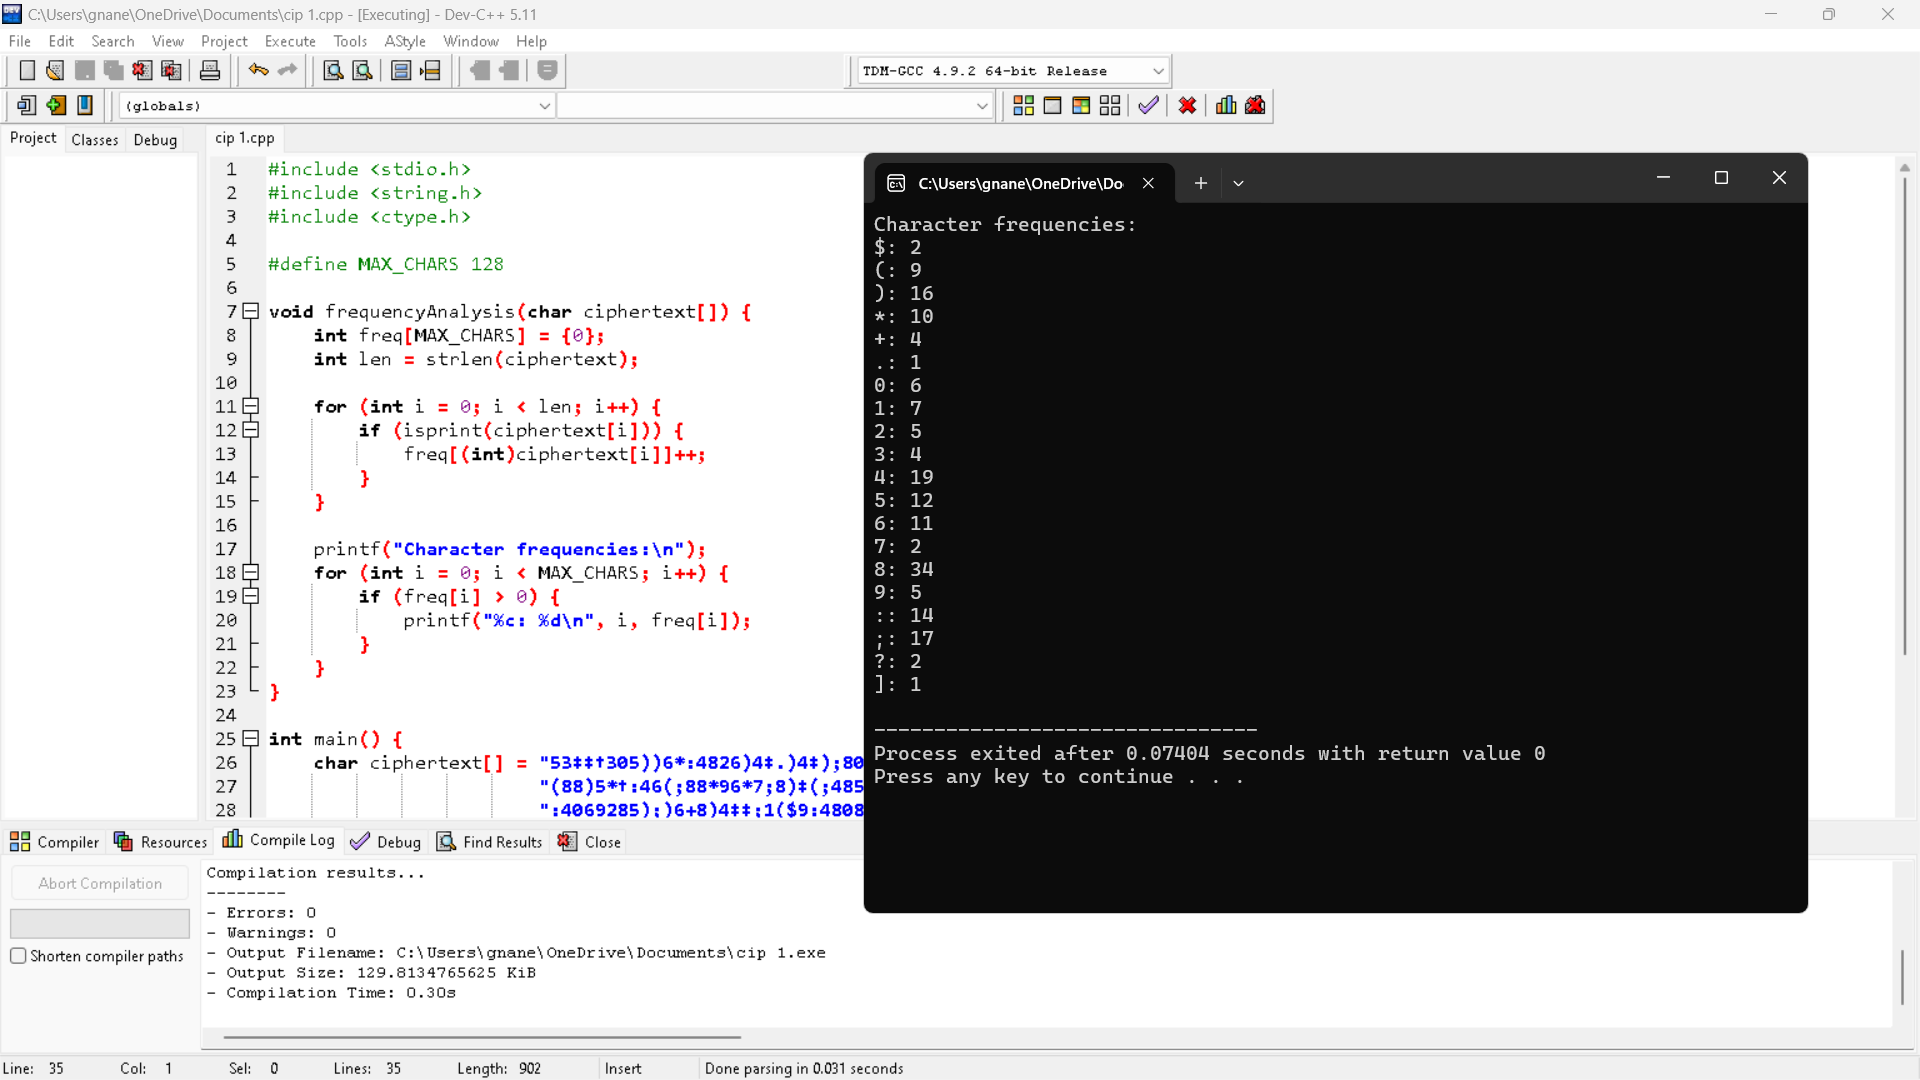 C:\Users\gnane\OneDrive\Documents\cip 1.cpp - [Executing] - Dev-C++ 5.11
File Edit Search View Project Execute Tools AStyle Window Help
TDM-GCC 4.9.2 64-bit Release
(globals)
Project Classes Debug
cip 1.cpp
1 #include <stdio.h>
2 #include <string.h>
3 #include <ctype.h>
4
5 #define MAX_CHARS 128
6
7 void frequencyAnalysis(char ciphertext[]) {
8 int freq[MAX_CHARS] = {0};
9 int len = strlen(ciphertext);
10
11 for (int i = 0; i < len; i++) {
12 if (isprint(ciphertext[i])) {
13 freq[(int)ciphertext[i]]++;
14 }
15 }
16
17 printf("Character frequencies:\n");
18 for (int i = 0; i < MAX_CHARS; i++) {
19 if (freq[i] > 0) {
20 printf("%c: %d\n", i, freq[i]);
21 }
22 }
23 }
24
25 int main() {
26 char ciphertext[] = "53‡‡†305))6*:4826)4‡.)4‡);80
27 "(88)5*†:46(;88*96*7;8)‡(;485
28 ":4069285);)6+8)4‡‡;1($9:4808
C:\Users\gnane\OneDrive\Do
Character frequencies:
$: 2
(: 9
): 16
*: 10
+: 4
.: 1
0: 6
1: 7
2: 5
3: 4
4: 19
5: 12
6: 11
7: 2
8: 34
9: 5
:: 14
;: 17
?: 2
]: 1
--------------------------------
Process exited after 0.07404 seconds with return value 0
Press any key to continue . . .
Compiler Resources Compile Log Debug Find Results Close
Abort Compilation
Shorten compiler paths
Compilation results...
--------
- Errors: 0
- Warnings: 0
- Output Filename: C:\Users\gnane\OneDrive\Documents\cip 1.exe
- Output Size: 129.8134765625 KiB
- Compilation Time: 0.30s
Line: 35 Col: 1 Sel: 0 Lines: 35 Length: 902 Insert Done parsing in 0.031 seconds